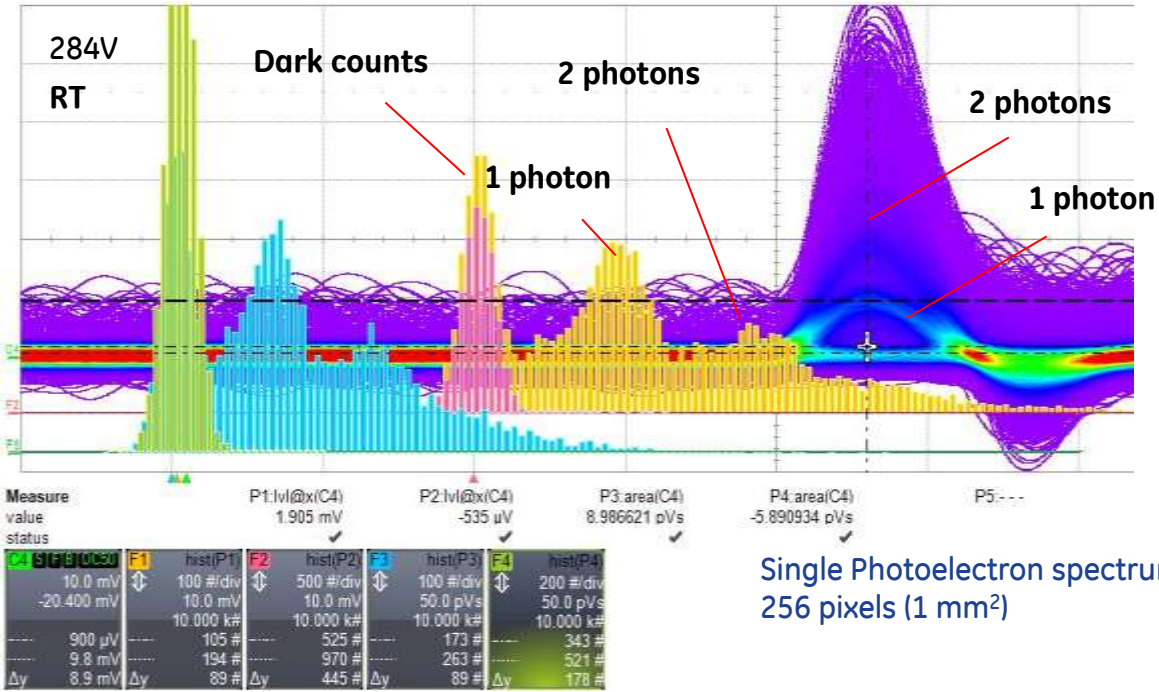 284V
RT
Dark counts
2 photons
2 photons
1 photon
1 photon
F2
Measure P1:lvl@x(C4) P2:lvl@x(C4) P3:area(C4) P4:area(C4) P5:- - -
value 1.905 mV -535 µV 8.986621 pVs -5.890934 pVs
status ✔ ✔ ✔ ✔
C4 F1 hist(P1) F2 hist(P2) F3 hist(P3) F4 hist(P4)
10.0 mV 100 #/div 500 #/div 100 #/div 200 #/div
-20.400 mV 10.0 mV 10.0 mV 50.0 pVs 50.0 pVs
10.000 k# 10.000 k# 10.000 k# 10.000 k#
900 µV 105 # 525 # 173 # 343 #
9.8 mV 194 # 970 # 263 # 521 #
Δy 8.9 mV Δy 89 # Δy 445 # Δy 89 # Δy 178 #
Single Photoelectron spectru
256 pixels (1 mm²)